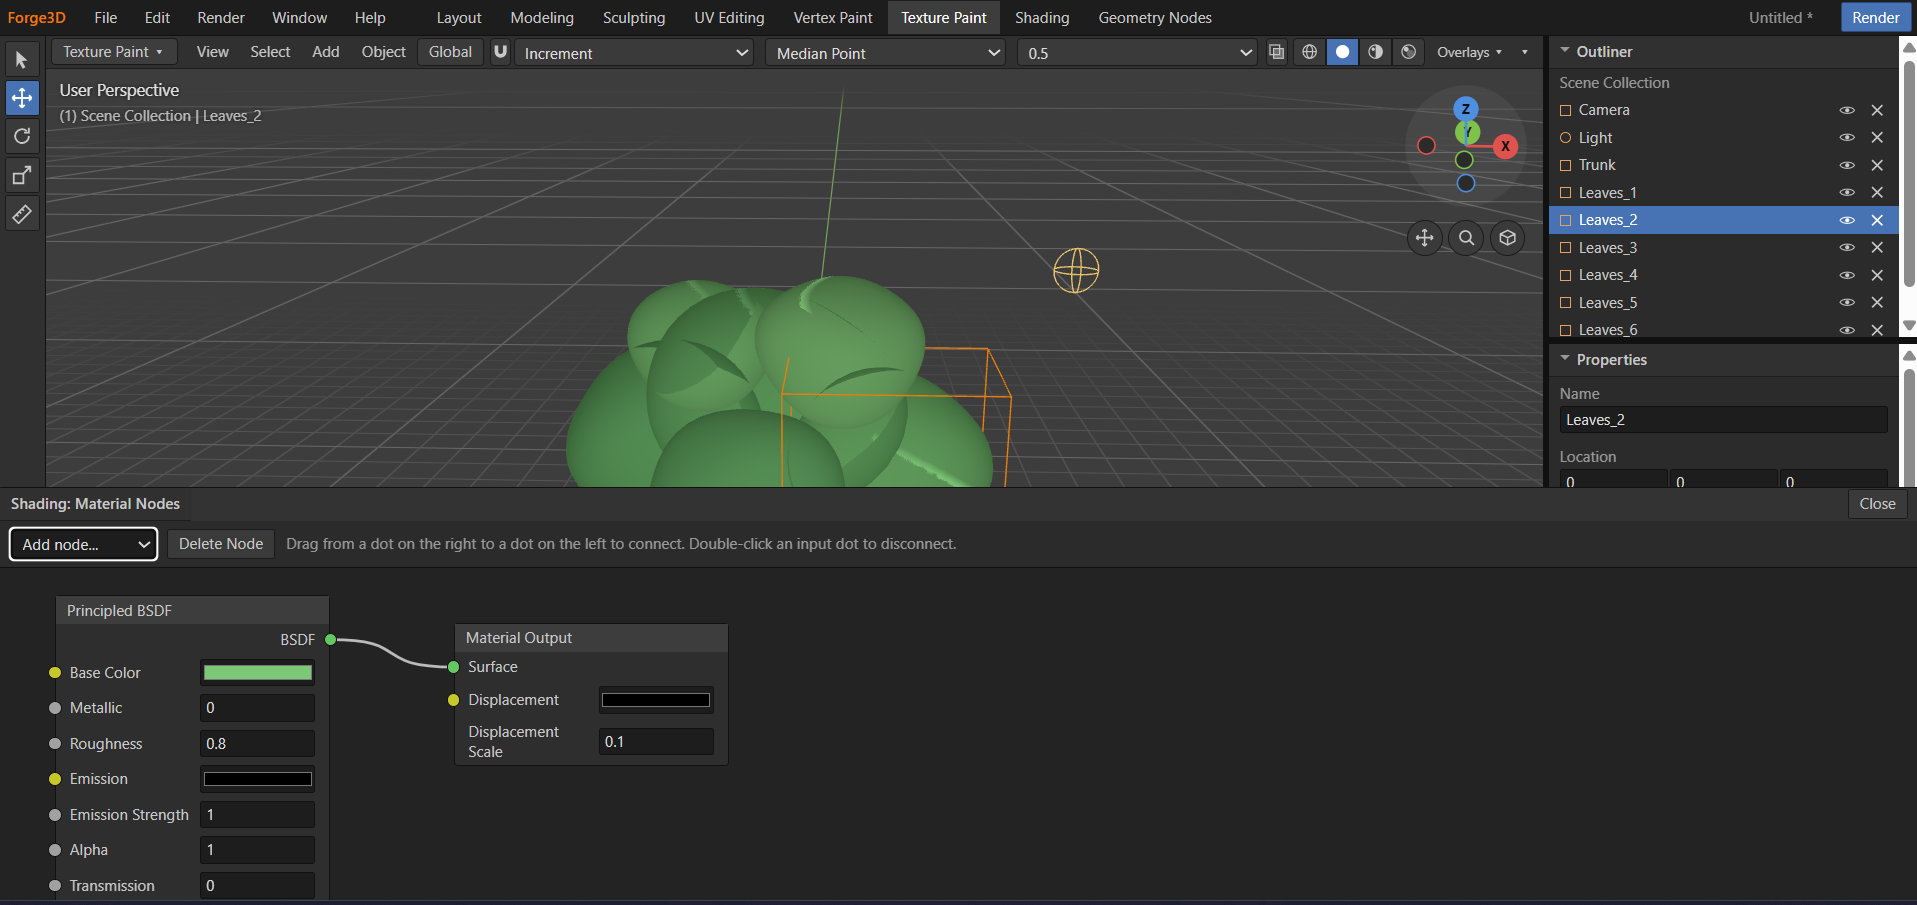 Forge3D File Edit Render Window Help Layout Modeling Sculpting UV Editing Vertex Paint Texture Paint Shading Geometry Nodes Untitled * Render
Texture Paint View Select Add Object Global Increment Median Point 0.5 Overlays
User Perspective
(1) Scene Collection | Leaves_2
Z
Y
X
Outliner
Scene Collection
Camera
Light
Trunk
Leaves_1
Leaves_2
Leaves_3
Leaves_4
Leaves_5
Leaves_6
Properties
Name
Leaves_2
Location
0 0 0
Shading: Material Nodes Close
Add node... Delete Node Drag from a dot on the right to a dot on the left to connect. Double-click an input dot to disconnect.
Principled BSDF
BSDF
Base Color
Metallic 0
Roughness 0.8
Emission
Emission Strength 1
Alpha 1
Transmission 0
Material Output
Surface
Displacement
Displacement
Scale 0.1